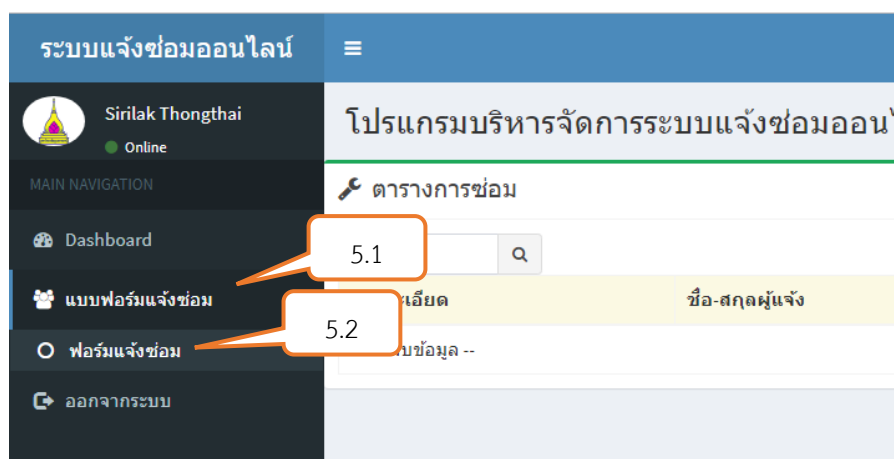 ระบบแจ้งซ่อมออนไลน์
Sirilak Thongthai
Online
โปรแกรมบริหารจัดการระบบแจ้งซ่อมออน
MAIN NAVIGATION
ตารางการซ่อม
Dashboard
5.1
แบบฟอร์มแจ้งซ่อม
ชื่อ-สกุลผู้แจ้ง
5.2
ฟอร์มแจ้งซ่อม
ข้อมูล --
ออกจากระบบ